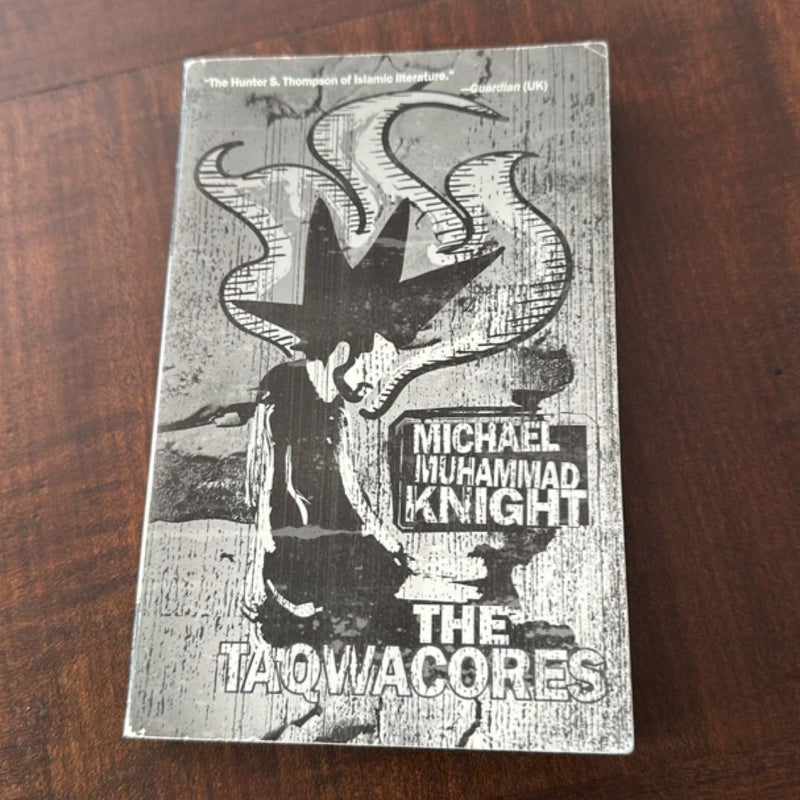 "The Hunter S. Thompson of Islamic literature."
—Guardian (UK)
MICHAEL
MUHAMMAD
KNIGHT
THE
TAQWACORES